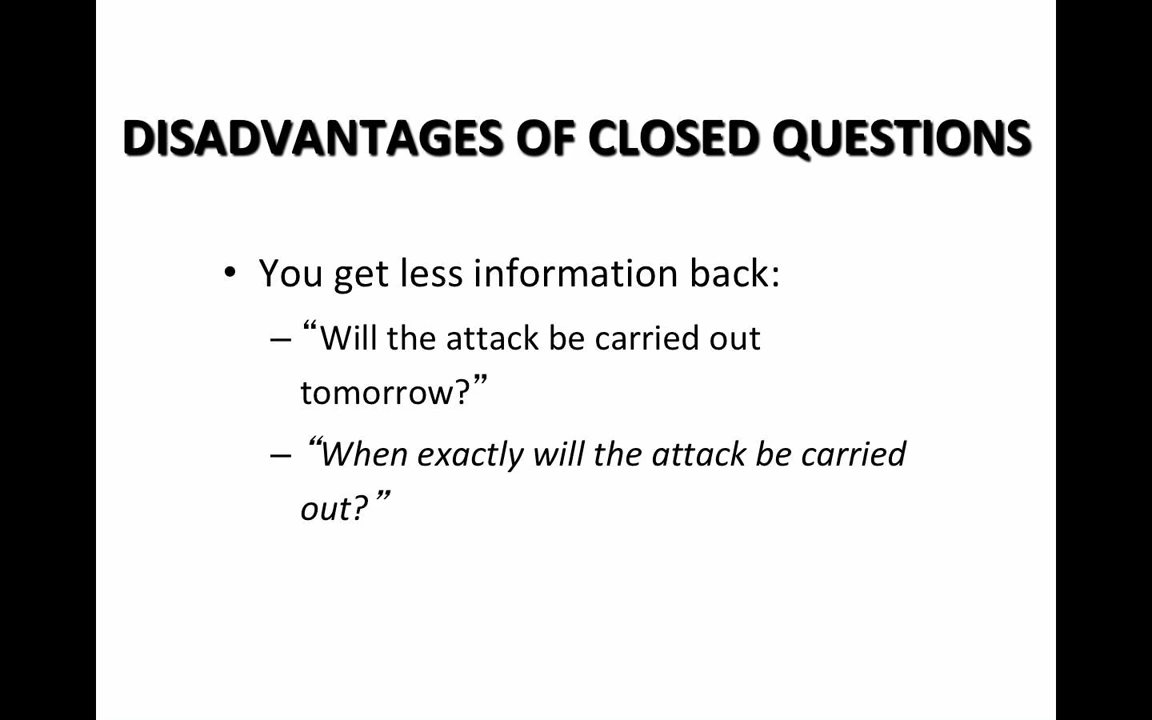 DISADVANTAGES OF CLOSED QUESTIONS
• You get less information back:
– “Will the attack be carried out
tomorrow?”
– “When exactly will the attack be carried
out?”